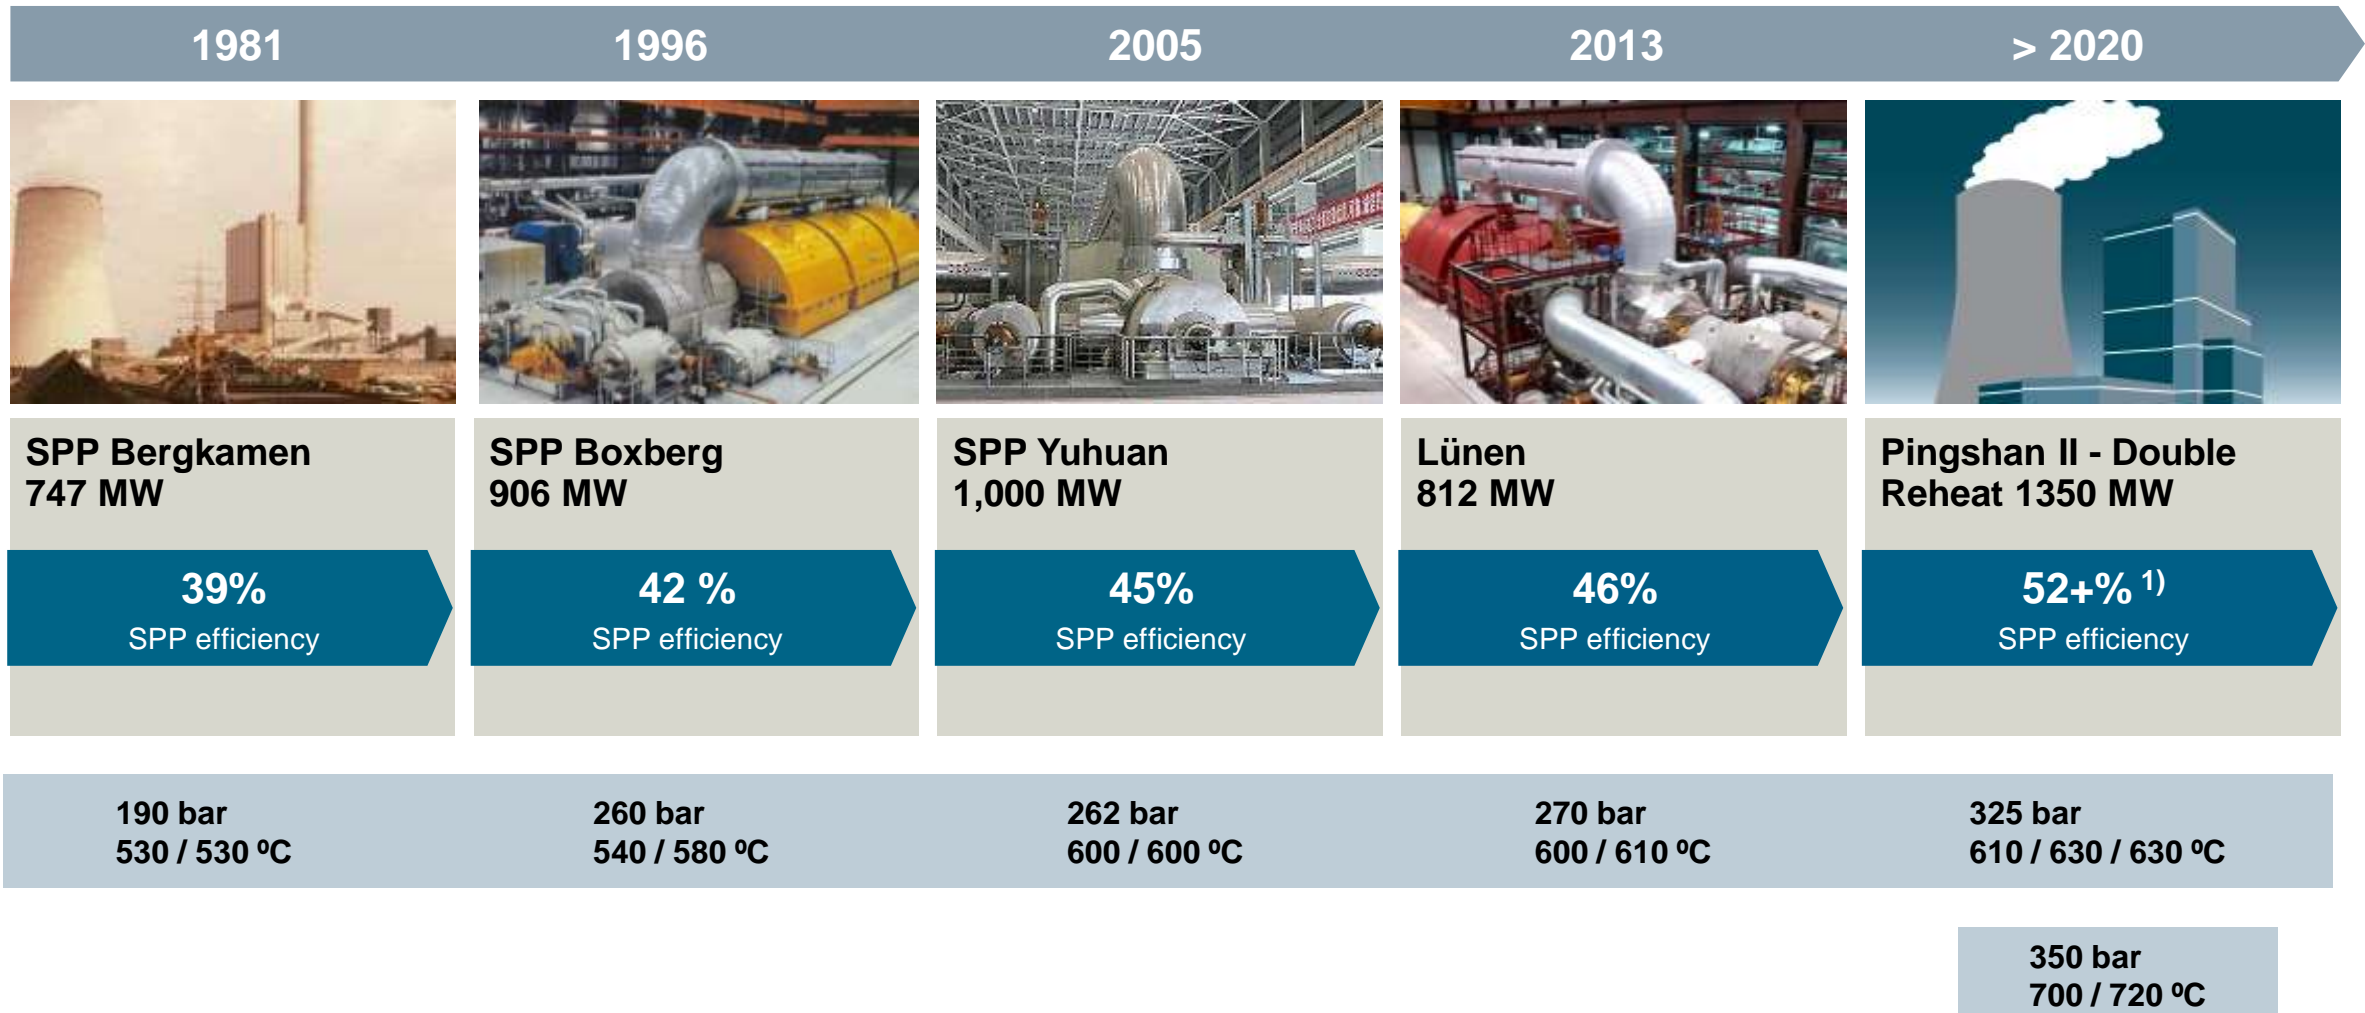 1981
1996
2005
2013
> 2020
SPP Bergkamen
747 MW
39%
SPP efficiency
SPP Boxberg
906 MW
42 %
SPP efficiency
SPP Yuhuan
1,000 MW
45%
SPP efficiency
Lünen
812 MW
46%
SPP efficiency
Pingshan II - Double
Reheat 1350 MW
52+% 1)
SPP efficiency
190 bar
530 / 530 ºC
260 bar
540 / 580 ºC
262 bar
600 / 600 ºC
270 bar
600 / 610 ºC
325 bar
610 / 630 / 630 ºC
350 bar
700 / 720 ºC